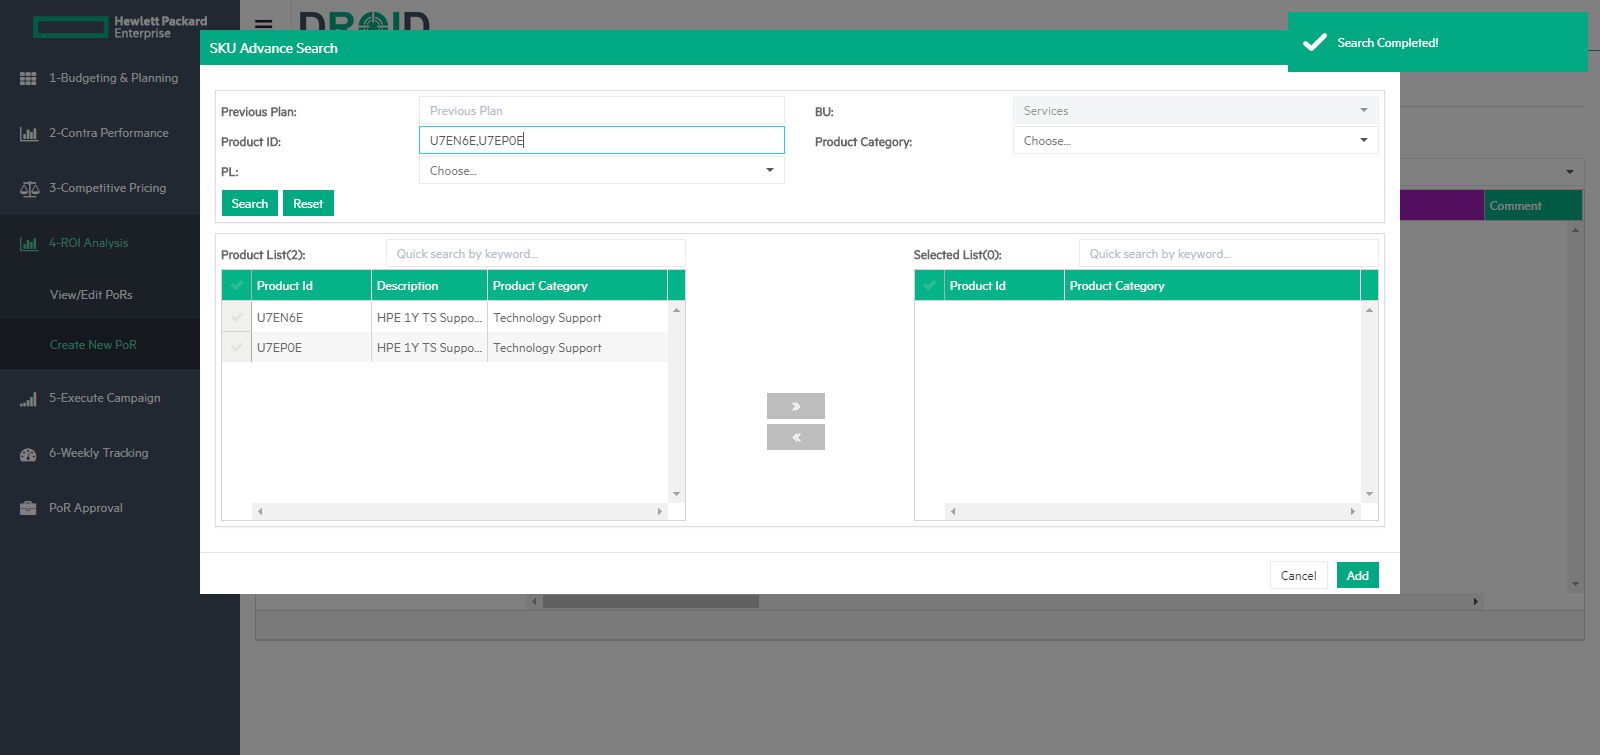 Hewlett Packard
Enterprise
DROID
Search Completed!
SKU Advance Search
1-Budgeting & Planning
2-Contra Performance
3-Competitive Pricing
4-ROI Analysis
View/Edit PoRs
Create New PoR
5-Execute Campaign
6-Weekly Tracking
PoR Approval
Previous Plan: Previous Plan BU: Services
Product ID: U7EN6E,U7EP0E Product Category: Choose...
PL: Choose...
Search Reset
Comment
Product List(2): Quick search by keyword...
Product Id Description Product Category
U7EN6E HPE 1Y TS Suppo... Technology Support
U7EP0E HPE 1Y TS Suppo... Technology Support
Selected List(0): Quick search by keyword...
Product Id Product Category
Cancel Add